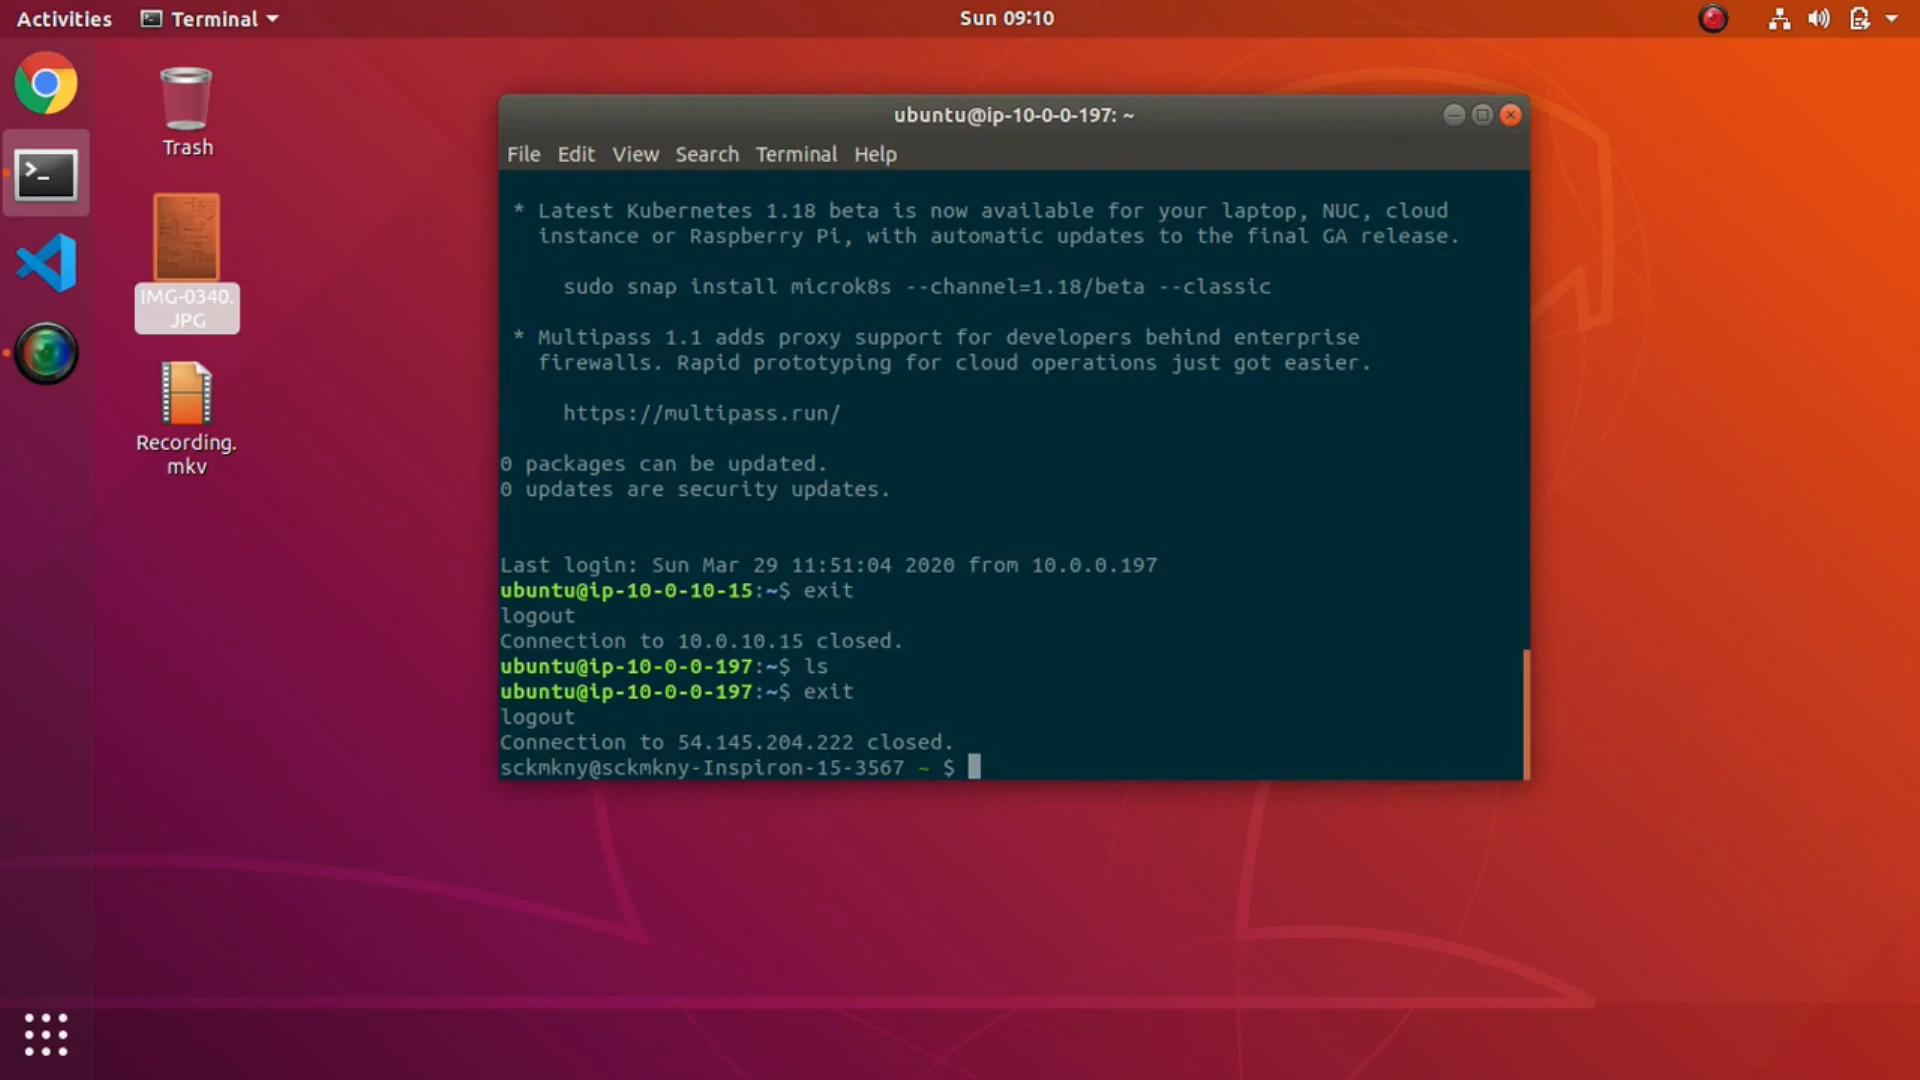 Activities Terminal Sun 09:10
Trash
IMG-0340.
JPG
Recording.
mkv
ubuntu@ip-10-0-0-197: ~
File Edit View Search Terminal Help
* Latest Kubernetes 1.18 beta is now available for your laptop, NUC, cloud
instance or Raspberry Pi, with automatic updates to the final GA release.
sudo snap install microk8s --channel=1.18/beta --classic
* Multipass 1.1 adds proxy support for developers behind enterprise
firewalls. Rapid prototyping for cloud operations just got easier.
https://multipass.run/
0 packages can be updated.
0 updates are security updates.
Last login: Sun Mar 29 11:51:04 2020 from 10.0.0.197
ubuntu@ip-10-0-10-15:~$ exit
logout
Connection to 10.0.10.15 closed.
ubuntu@ip-10-0-0-197:~$ ls
ubuntu@ip-10-0-0-197:~$ exit
logout
Connection to 54.145.204.222 closed.
sckmkny@sckmkny-Inspiron-15-3567 ~ $